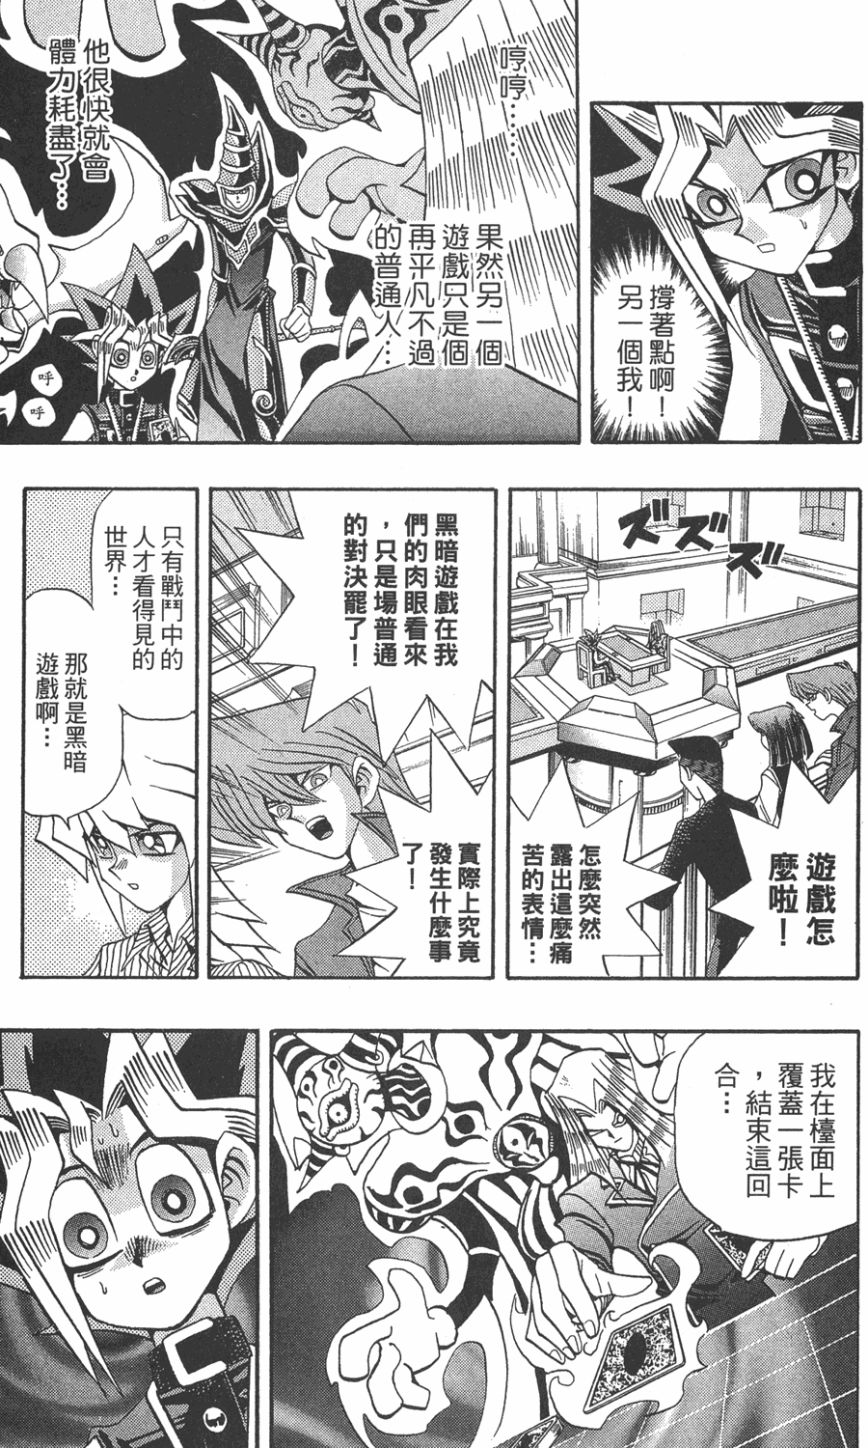 撐著點啊！
另一個我！
哼哼……
果然另一個
遊戲只是個
再平凡不過
的普通人…
他很快就會
體力耗盡了…
呼
呼
ズズズ
遊戲怎
麼啦！
怎麼突然
露出這麼痛
苦的表情…
黑暗遊戲在我
們的肉眼看來
，只是場普通
的對決罷了！
實際上究竟
發生什麼事
了！
只有戰鬥中的
人才看得見的
世界…
那就是黑暗
遊戲啊…
我在檯面上
覆蓋一張卡
，結束這回
合…